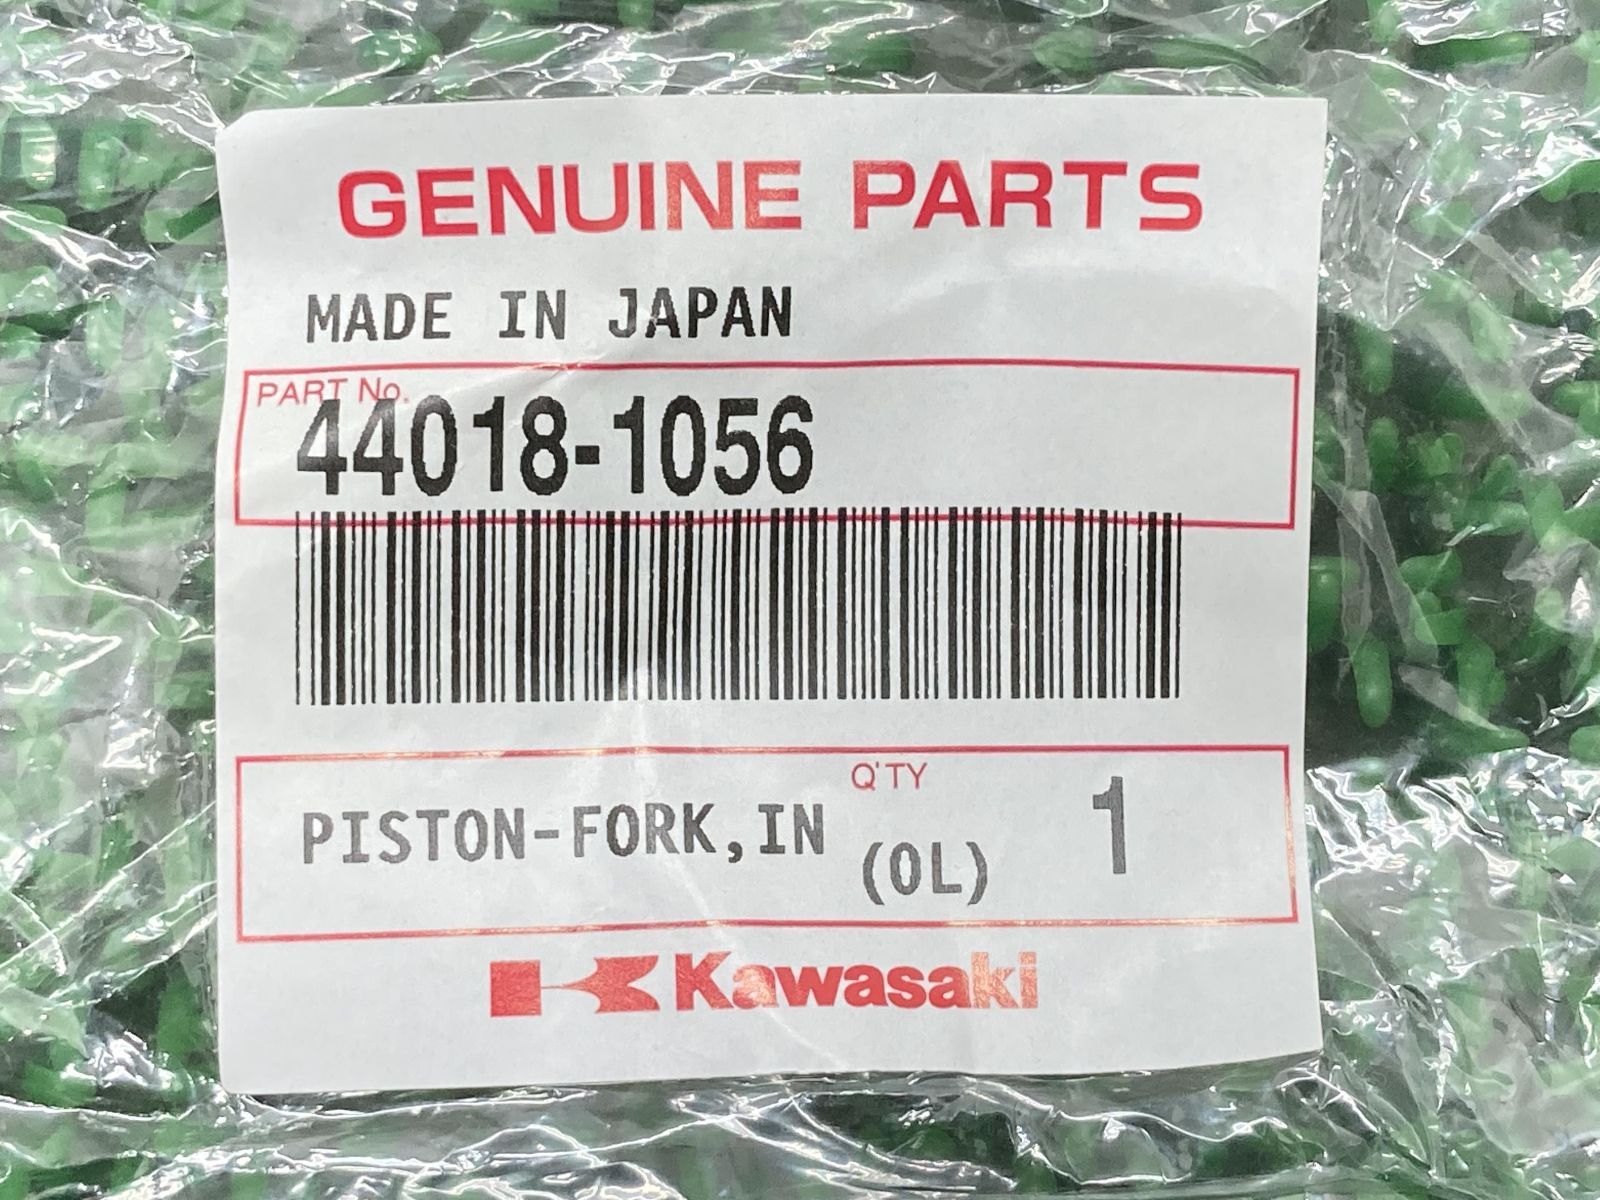 GENUINE PARTS
MADE IN JAPAN
PART No.
44018-1056
Q'TY
PISTON-FORK,IN (OL) 1
Kawasaki